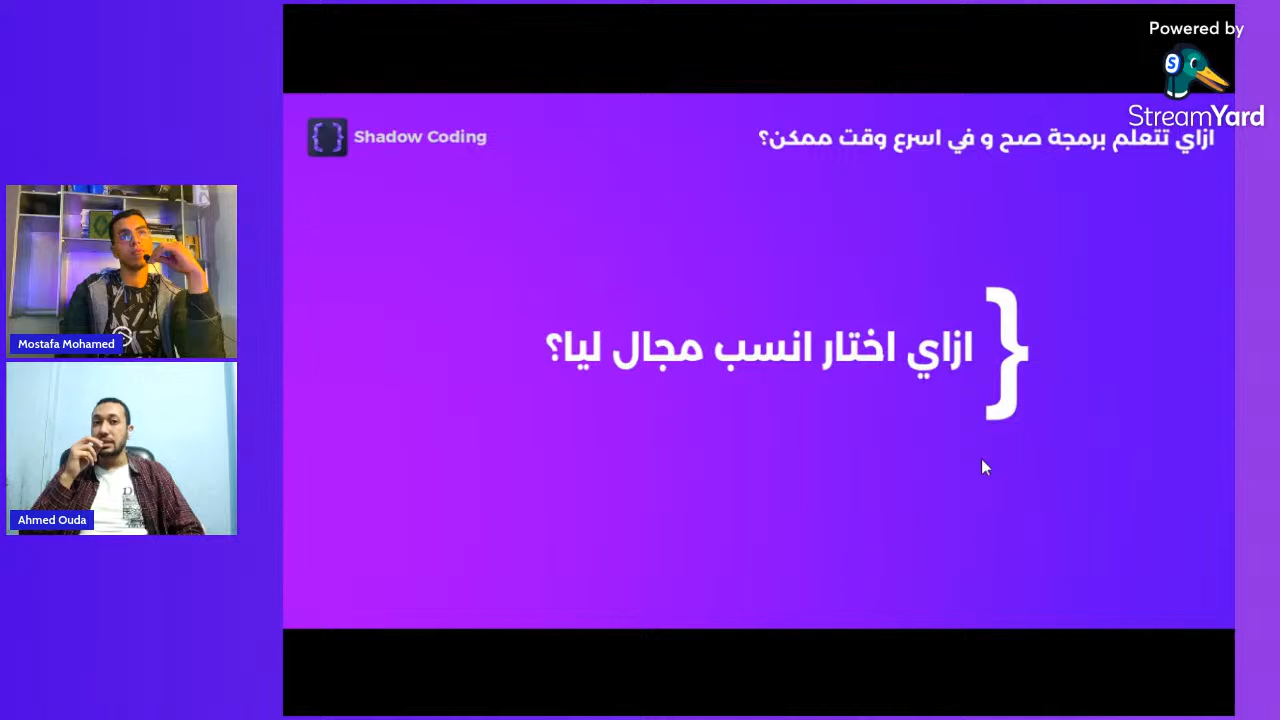 Powered by
StreamYard
Shadow Coding
ازاي تتعلم برمجة صح و في اسرع وقت ممكن؟
{ ازاي اختار انسب مجال ليا؟
Mostafa Mohamed
Ahmed Ouda